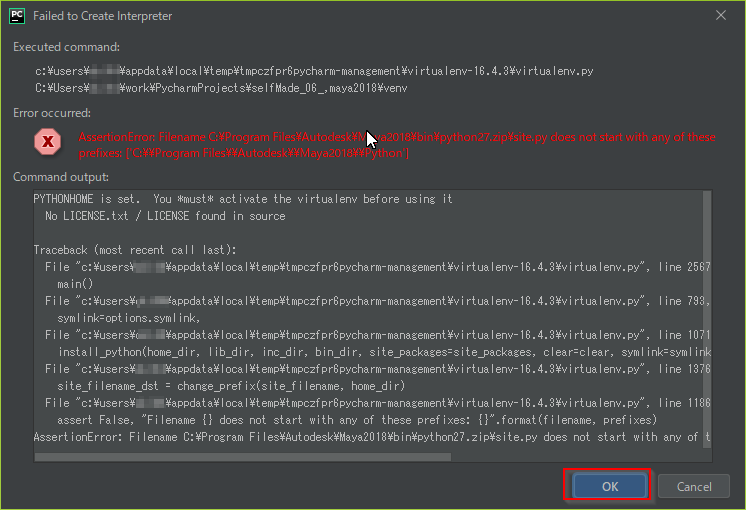 PC Failed to Create Interpreter
Executed command:
c:¥users¥ ¥appdata¥local¥temp¥tmpczfpr6pycharm-management¥virtualenv-16.4.3¥virtualenv.py
C:¥Users¥ ¥work¥PycharmProjects¥selfMade_06_,maya2018¥venv
Error occurred:
AssertionError: Filename C:¥Program Files¥Autodesk¥Maya2018¥bin¥python27.zip¥site.py does not start with any of these
prefixes: ['C:¥¥Program Files¥¥Autodesk¥¥Maya2018¥¥Python']
Command output:
PYTHONHOME is set.  You *must* activate the virtualenv before using it
No LICENSE.txt / LICENSE found in source
Traceback (most recent call last):
File "c:¥users¥ ¥appdata¥local¥temp¥tmpczfpr6pycharm-management¥virtualenv-16.4.3¥virtualenv.py", line 2567
main()
File "c:¥users¥ ¥appdata¥local¥temp¥tmpczfpr6pycharm-management¥virtualenv-16.4.3¥virtualenv.py", line 793,
symlink=options.symlink,
File "c:¥users¥ ¥appdata¥local¥temp¥tmpczfpr6pycharm-management¥virtualenv-16.4.3¥virtualenv.py", line 1071
install_python(home_dir, lib_dir, inc_dir, bin_dir, site_packages=site_packages, clear=clear, symlink=symlink
File "c:¥users¥ ¥appdata¥local¥temp¥tmpczfpr6pycharm-management¥virtualenv-16.4.3¥virtualenv.py", line 1376
site_filename_dst = change_prefix(site_filename, home_dir)
File "c:¥users¥ ¥appdata¥local¥temp¥tmpczfpr6pycharm-management¥virtualenv-16.4.3¥virtualenv.py", line 1186
assert False, "Filename {} does not start with any of these prefixes: {}".format(filename, prefixes)
AssertionError: Filename C:¥Program Files¥Autodesk¥Maya2018¥bin¥python27.zip¥site.py does not start with any of t
OK Cancel